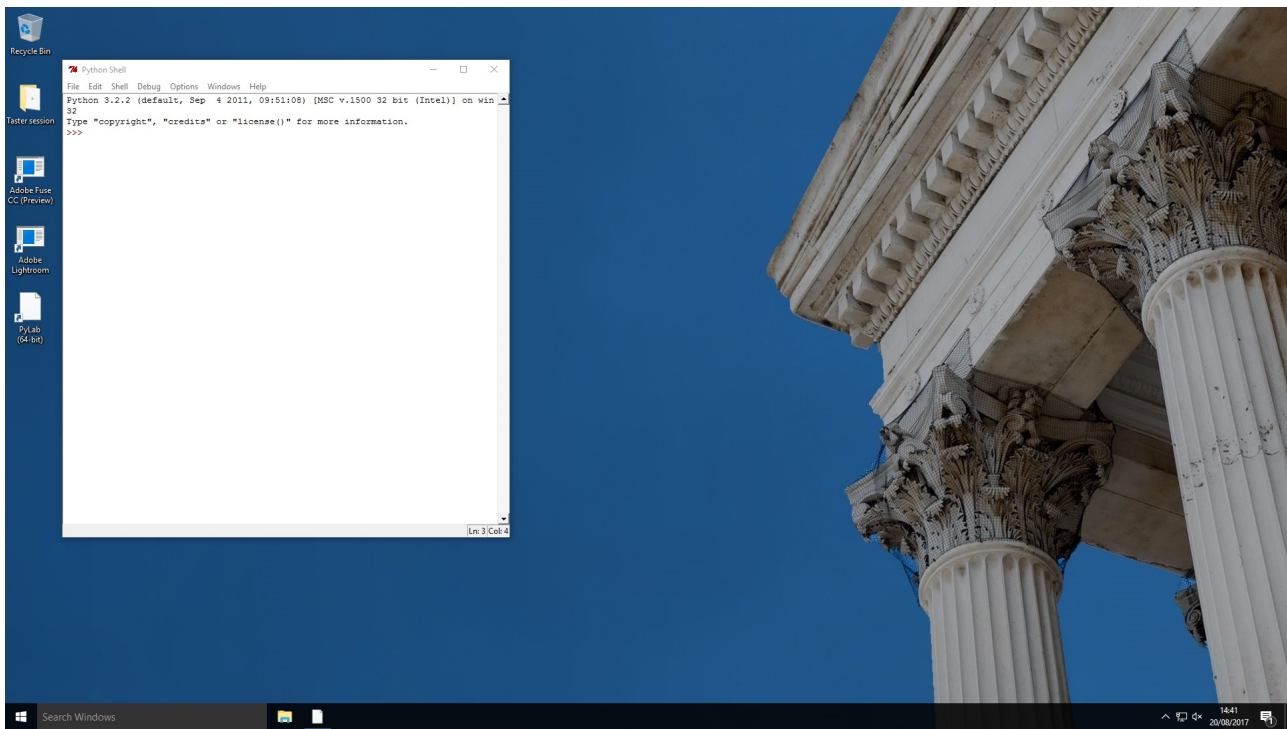 Recycle Bin
Taster session
Adobe Fuse
CC (Preview)
Adobe
Lightroom
PyLab
(64-bit)
Python Shell
File Edit Shell Debug Options Windows Help
Python 3.2.2 (default, Sep  4 2011, 09:51:08) [MSC v.1500 32 bit (Intel)] on win
32
Type "copyright", "credits" or "license()" for more information.
>>>
Ln: 3 Col: 4
Search Windows
14:41
20/08/2017
1